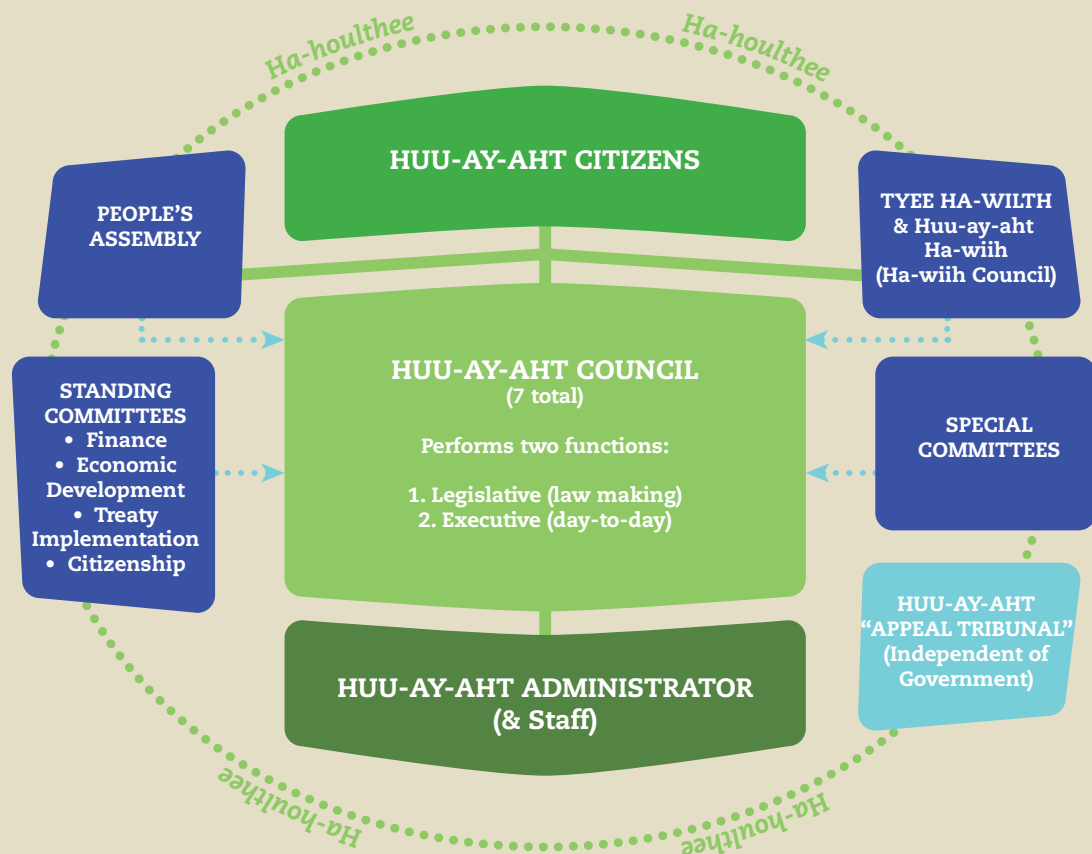 Ha-houlthee
Ha-houlthee
HUU-AY-AHT CITIZENS
PEOPLE’S
ASSEMBLY
TYEE HA-WILTH
& Huu-ay-aht
Ha-wiih
(Ha-wiih Council)
HUU-AY-AHT COUNCIL
(7 total)
Performs two functions:
1. Legislative (law making)
2. Executive (day-to-day)
STANDING
COMMITTEES
• Finance
• Economic
Development
• Treaty
Implementation
• Citizenship
SPECIAL
COMMITTEES
HUU-AY-AHT
“APPEAL TRIBUNAL”
(Independent of
Government)
HUU-AY-AHT ADMINISTRATOR
(& Staff)
Ha-houlthee
Ha-houlthee